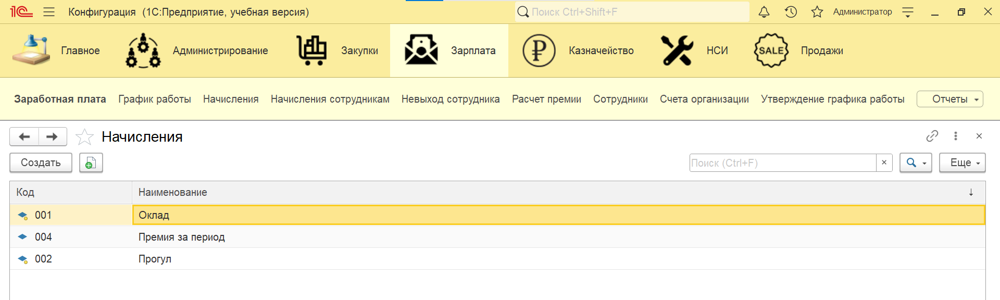 1С Конфигурация (1С:Предприятие, учебная версия) Поиск Ctrl+Shift+F Администратор
Главное Администрирование Закупки Зарплата Казначейство НСИ SALE Продажи
Заработная плата График работы Начисления Начисления сотрудникам Невыход сотрудника Расчет премии Сотрудники Счета организации Утверждение графика работы Отчеты
Начисления
Создать Поиск (Ctrl+F) Еще
Код Наименование
001 Оклад
004 Премия за период
002 Прогул